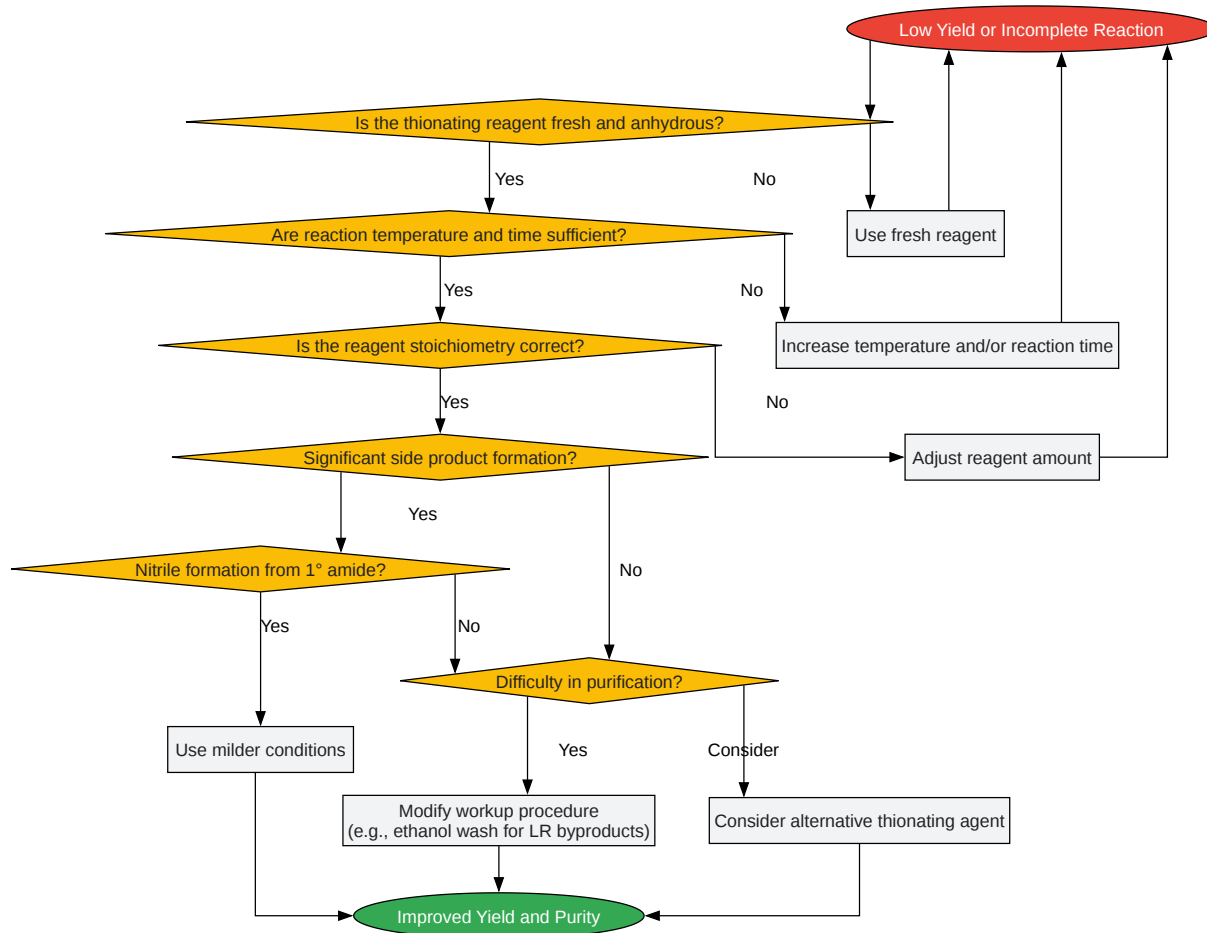 Low Yield or Incomplete Reaction
Is the thionating reagent fresh and anhydrous?
Yes
No
Use fresh reagent
Are reaction temperature and time sufficient?
Yes
No
Increase temperature and/or reaction time
Is the reagent stoichiometry correct?
Yes
No
Adjust reagent amount
Significant side product formation?
Yes
No
Nitrile formation from 1° amide?
Yes
No
Difficulty in purification?
Use milder conditions
Yes
Consider
Modify workup procedure
(e.g., ethanol wash for LR byproducts)
Consider alternative thionating agent
Improved Yield and Purity